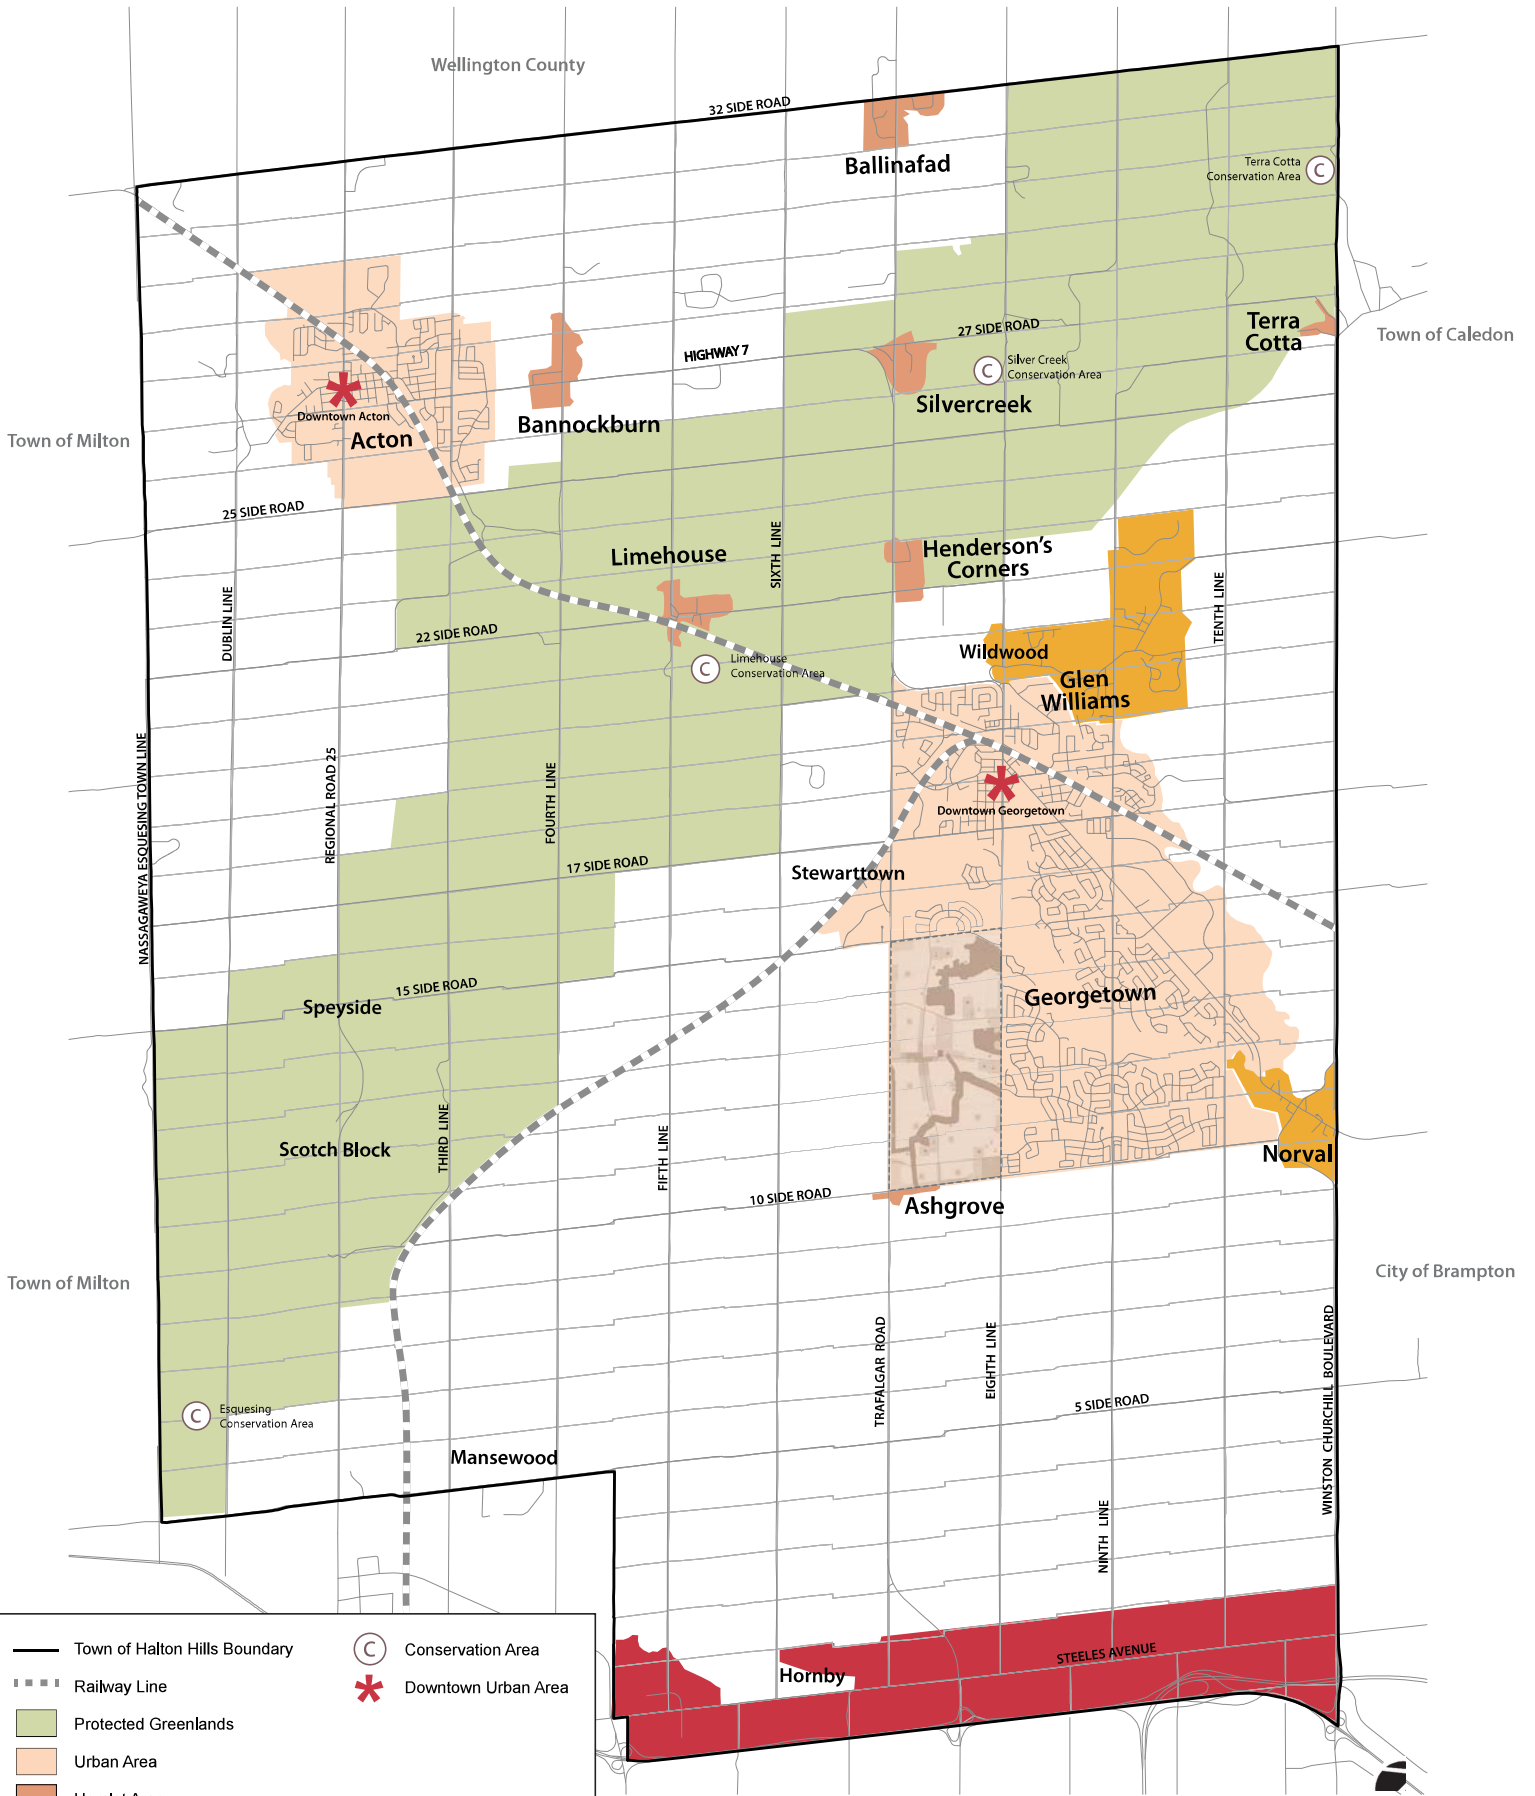 Wellington County
32 SIDE ROAD
Ballinafad
Terra Cotta
Conservation Area
C
Terra
Cotta
Town of Caledon
27 SIDE ROAD
HIGHWAY 7
C
Silver Creek
Conservation Area
Silvercreek
Downtown Acton
Acton
Bannockburn
Town of Milton
25 SIDE ROAD
Limehouse
SIXTH LINE
Henderson's
Corners
DUBLIN LINE
22 SIDE ROAD
TENTH LINE
Wildwood
C
Limehouse
Conservation Area
Glen
Williams
NASSAGAWEYA ESQUESING TOWN LINE
REGIONAL ROAD 25
FOURTH LINE
Downtown Georgetown
17 SIDE ROAD
Stewarttown
15 SIDE ROAD
Speyside
Georgetown
Scotch Block
THIRD LINE
FIFTH LINE
Norval
10 SIDE ROAD
Ashgrove
Town of Milton
City of Brampton
TRAFALGAR ROAD
EIGHTH LINE
WINSTON CHURCHILL BOULEVARD
5 SIDE ROAD
C
Esquesing
Conservation Area
Mansewood
NINTH LINE
STEELES AVENUE
Hornby
Town of Halton Hills Boundary
C
Conservation Area
Railway Line
Downtown Urban Area
Protected Greenlands
Urban Area